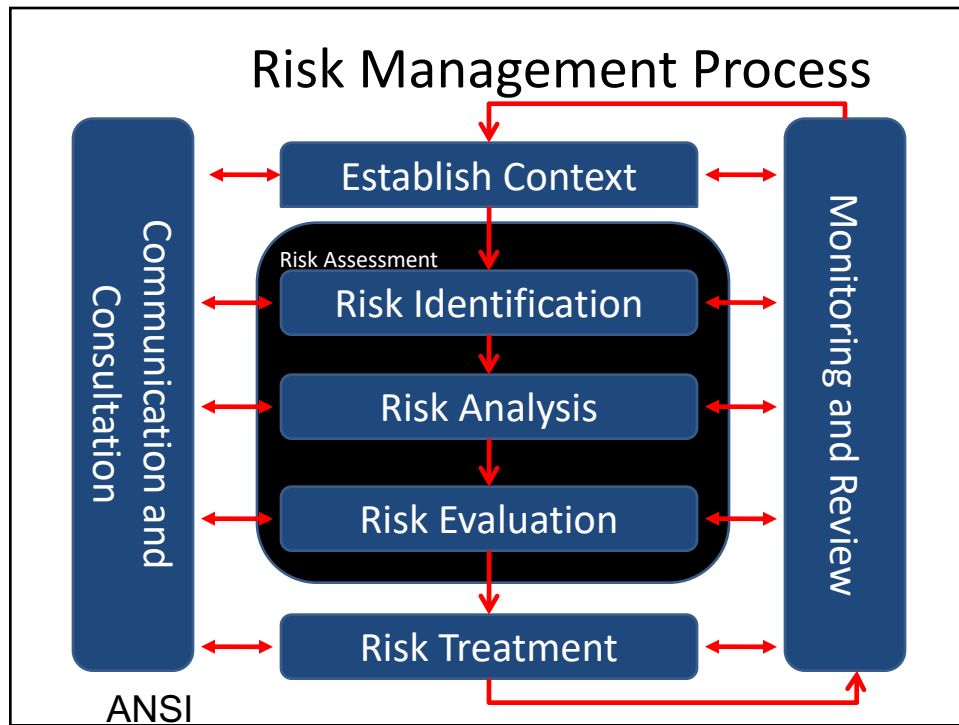 Risk Management Process
Establish Context
Communication and
Consultation
Monitoring and Review
Risk Assessment
Risk Identification
Risk Analysis
Risk Evaluation
Risk Treatment
ANSI